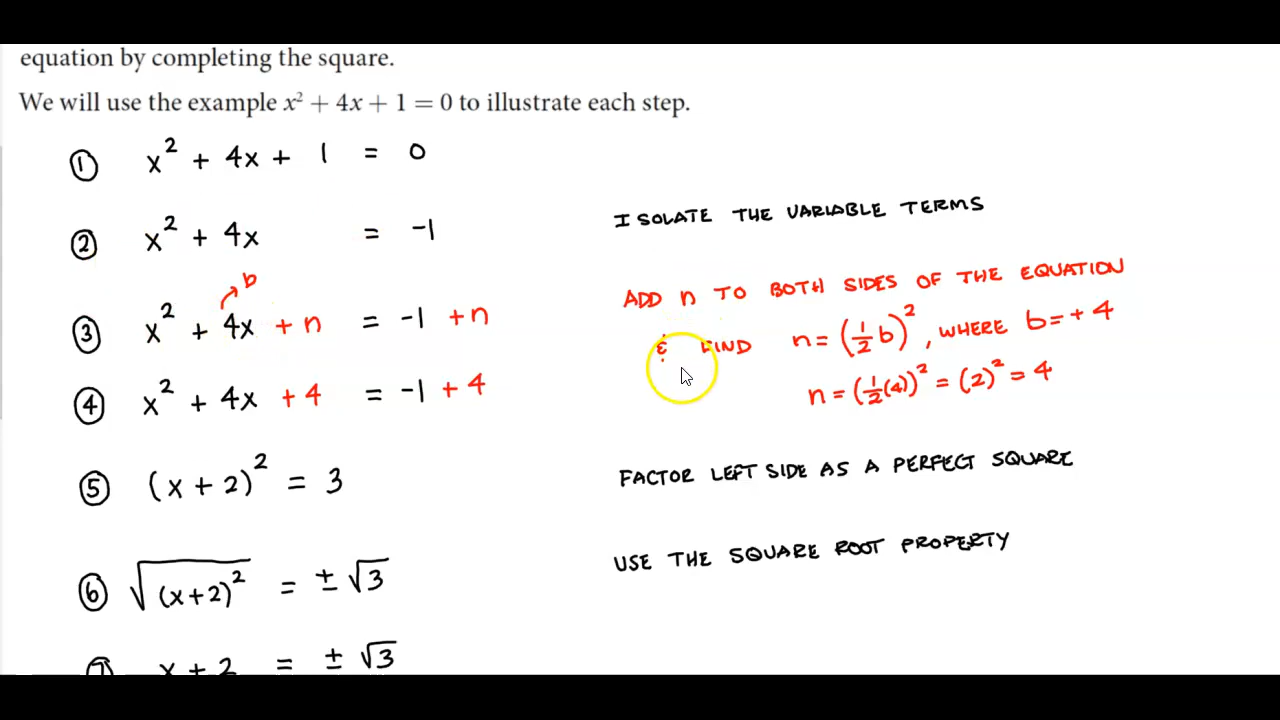 equation by completing the square.
We will use the example x² + 4x + 1 = 0 to illustrate each step.
① x² + 4x + 1 = 0
② x² + 4x = -1
ISOLATE THE VARIABLE TERMS
b
③ x² + 4x + n = -1 + n
ADD n TO BOTH SIDES OF THE EQUATION
& FIND n = (½b)², WHERE b = +4
④ x² + 4x + 4 = -1 + 4
n = (½(4))² = (2)² = 4
⑤ (x + 2)² = 3
FACTOR LEFT SIDE AS A PERFECT SQUARE
⑥ √(x+2)² = ± √3
USE THE SQUARE ROOT PROPERTY
⑦ x + 2 = ± √3